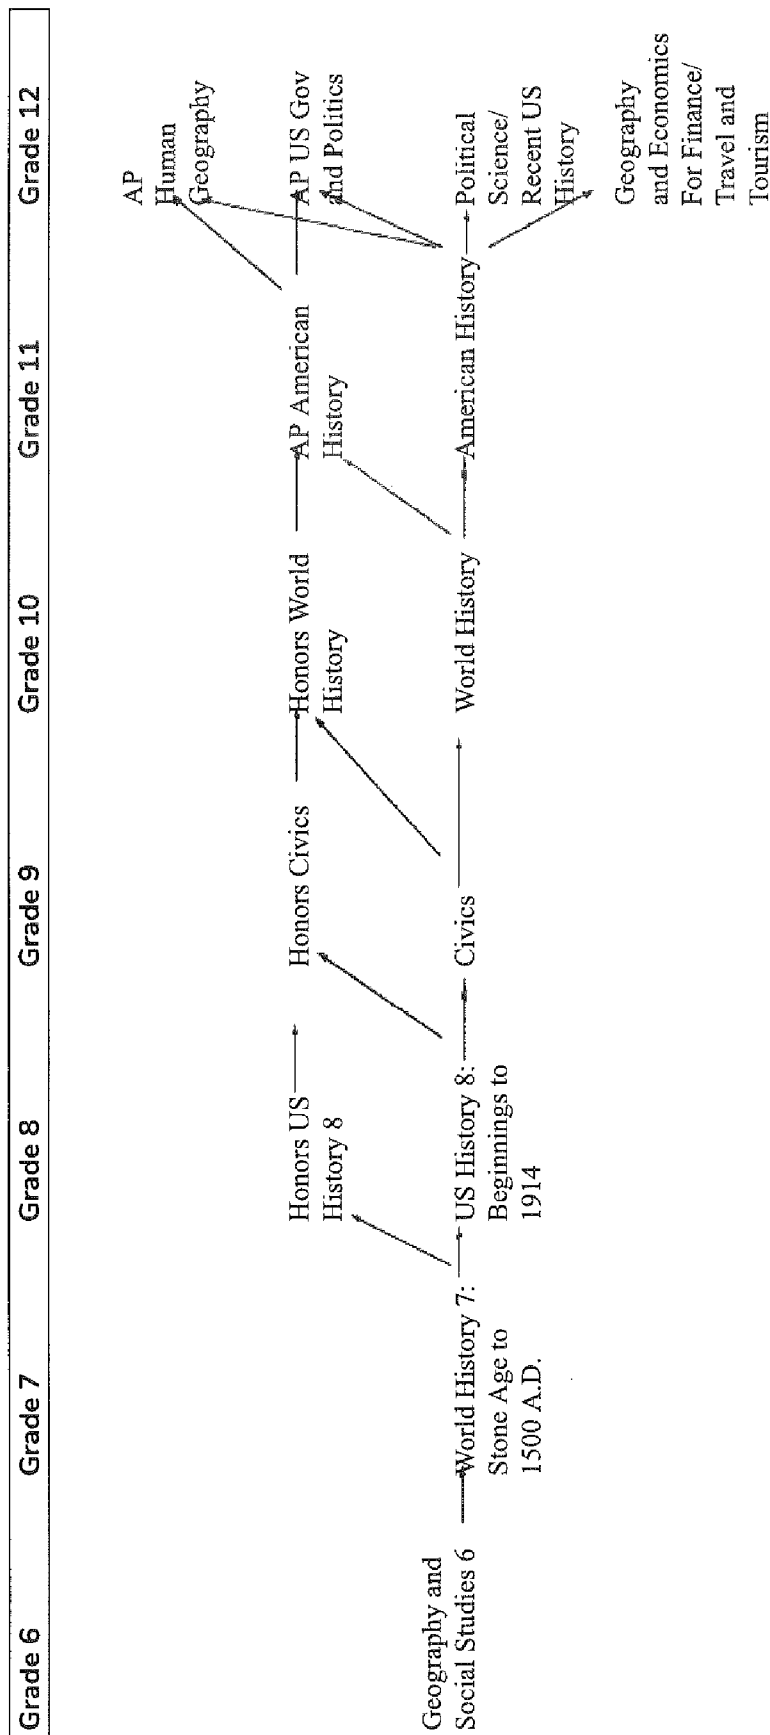 Grade 6 Grade 7 Grade 8 Grade 9 Grade 10 Grade 11 Grade 12
AP
Human
Geography
Honors US
History 8
Honors Civics
Honors World
History
AP American
History
AP US Gov
and Politics
Geography and
Social Studies 6
World History 7:
Stone Age to
1500 A.D.
US History 8:
Beginnings to
1914
Civics
World History
American History
Political
Science/
Recent US
History
Geography
and Economics
For Finance/
Travel and
Tourism